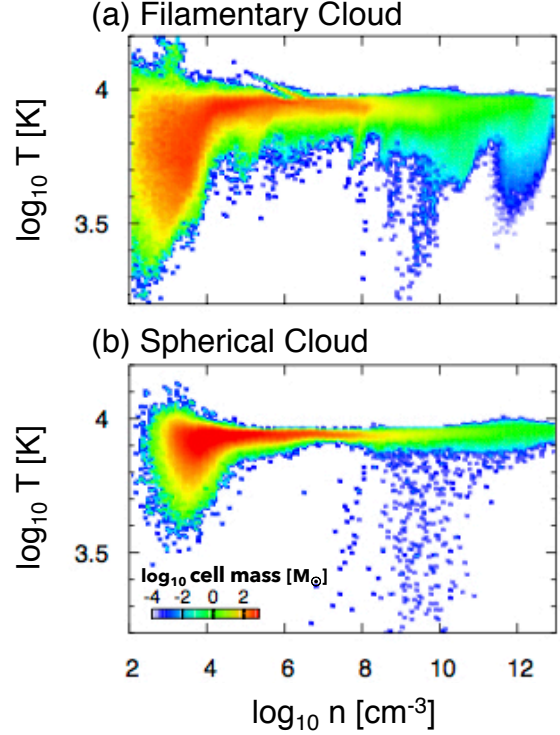 (a) Filamentary Cloud
log₁₀ T [K]
4
3.5
(b) Spherical Cloud
log₁₀ T [K]
4
3.5
log₁₀ cell mass [M☉]
-4 -2 0 2
2 4 6 8 10 12
log₁₀ n [cm⁻³]